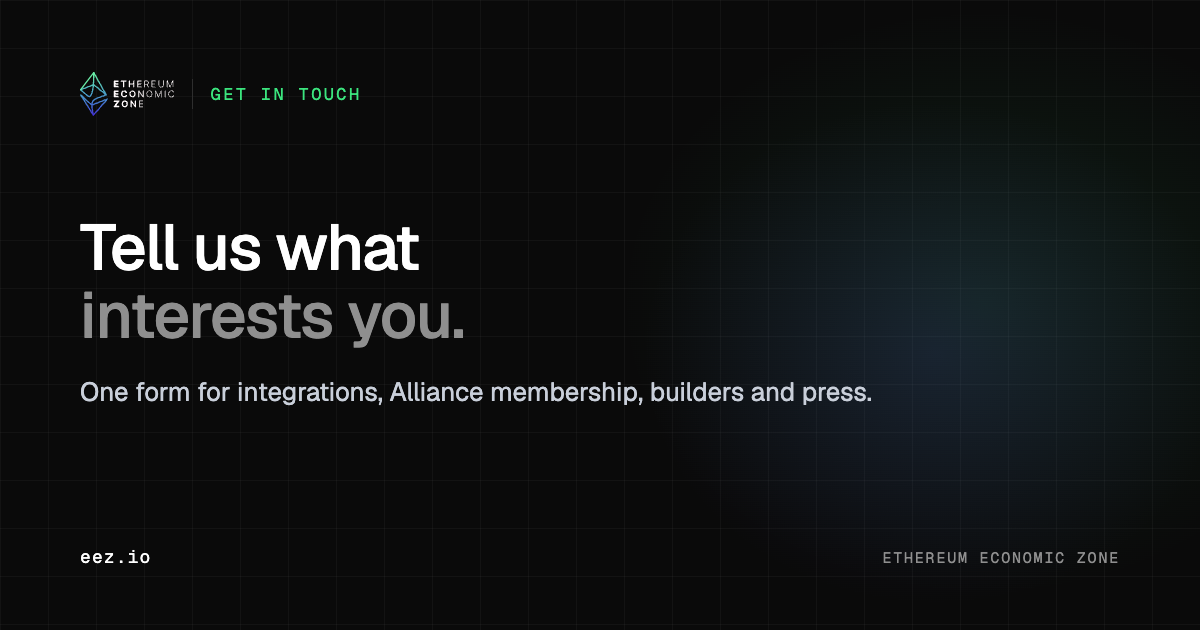 ETHEREUM
ECONOMIC
ZONE
GET IN TOUCH
Tell us what
interests you.
One form for integrations, Alliance membership, builders and press.
eez.io
ETHEREUM ECONOMIC ZONE